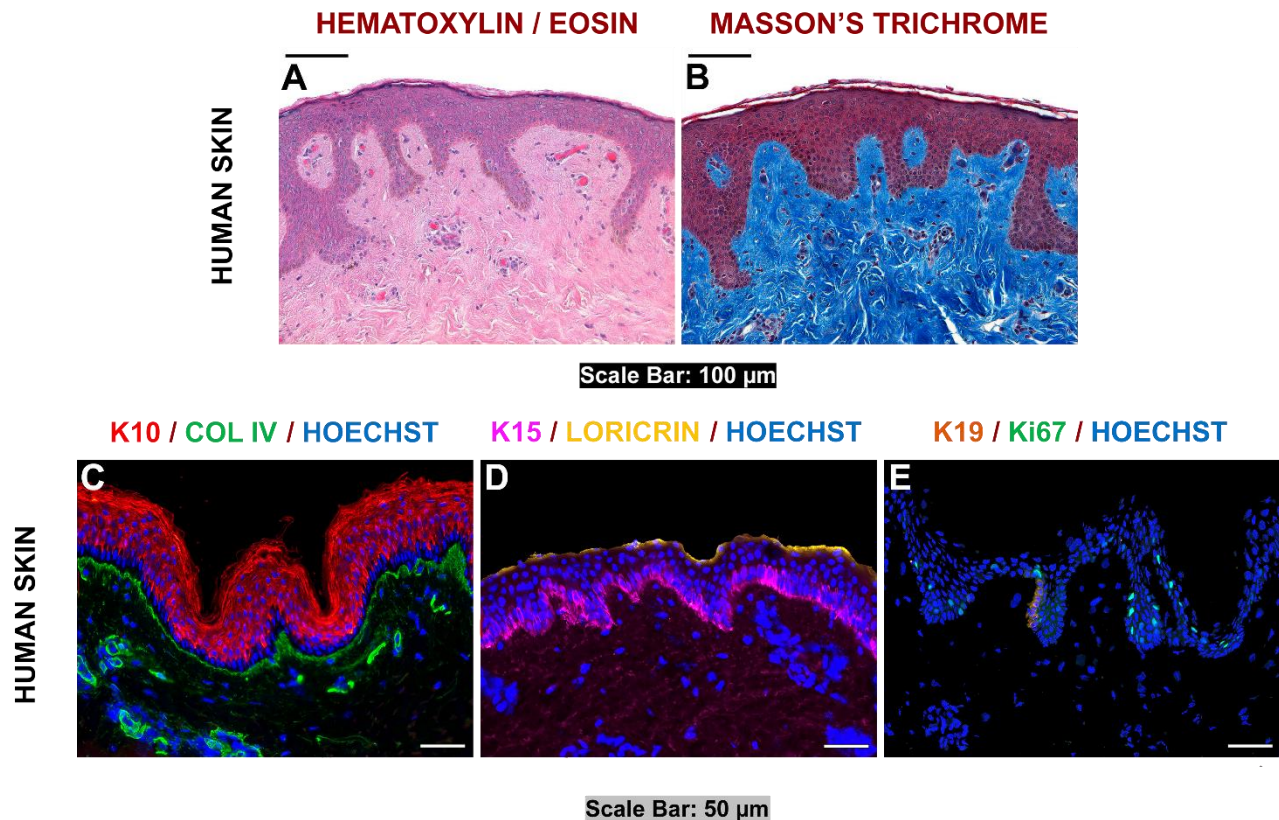 HEMATOXYLIN / EOSIN
MASSON'S TRICHROME
HUMAN SKIN
A
B
Scale Bar: 100 µm
K10 / COL IV / HOECHST
K15 / LORICRIN / HOECHST
K19 / Ki67 / HOECHST
HUMAN SKIN
C
D
E
Scale Bar: 50 µm